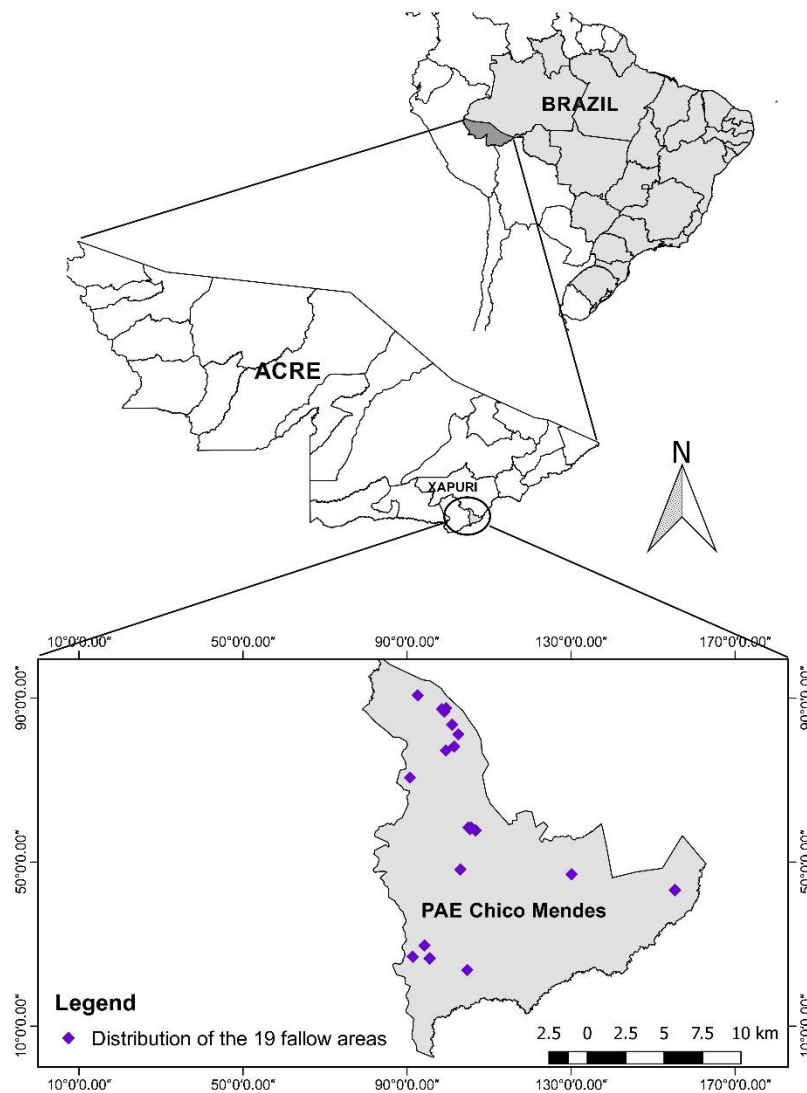 BRAZIL
ACRE
XAPURI
N
10°0'0.00" 50°0'0.00" 90°0'0.00" 130°0'0.00" 170°0'0.00"
90°0'0.00" 90°0'0.00"
50°0'0.00" 50°0'0.00"
PAE Chico Mendes
10°0'0.00" 10°0'0.00"
Legend
Distribution of the 19 fallow areas
2.5 0 2.5 5 7.5 10 km
10°0'0.00" 50°0'0.00" 90°0'0.00" 130°0'0.00" 170°0'0.00"